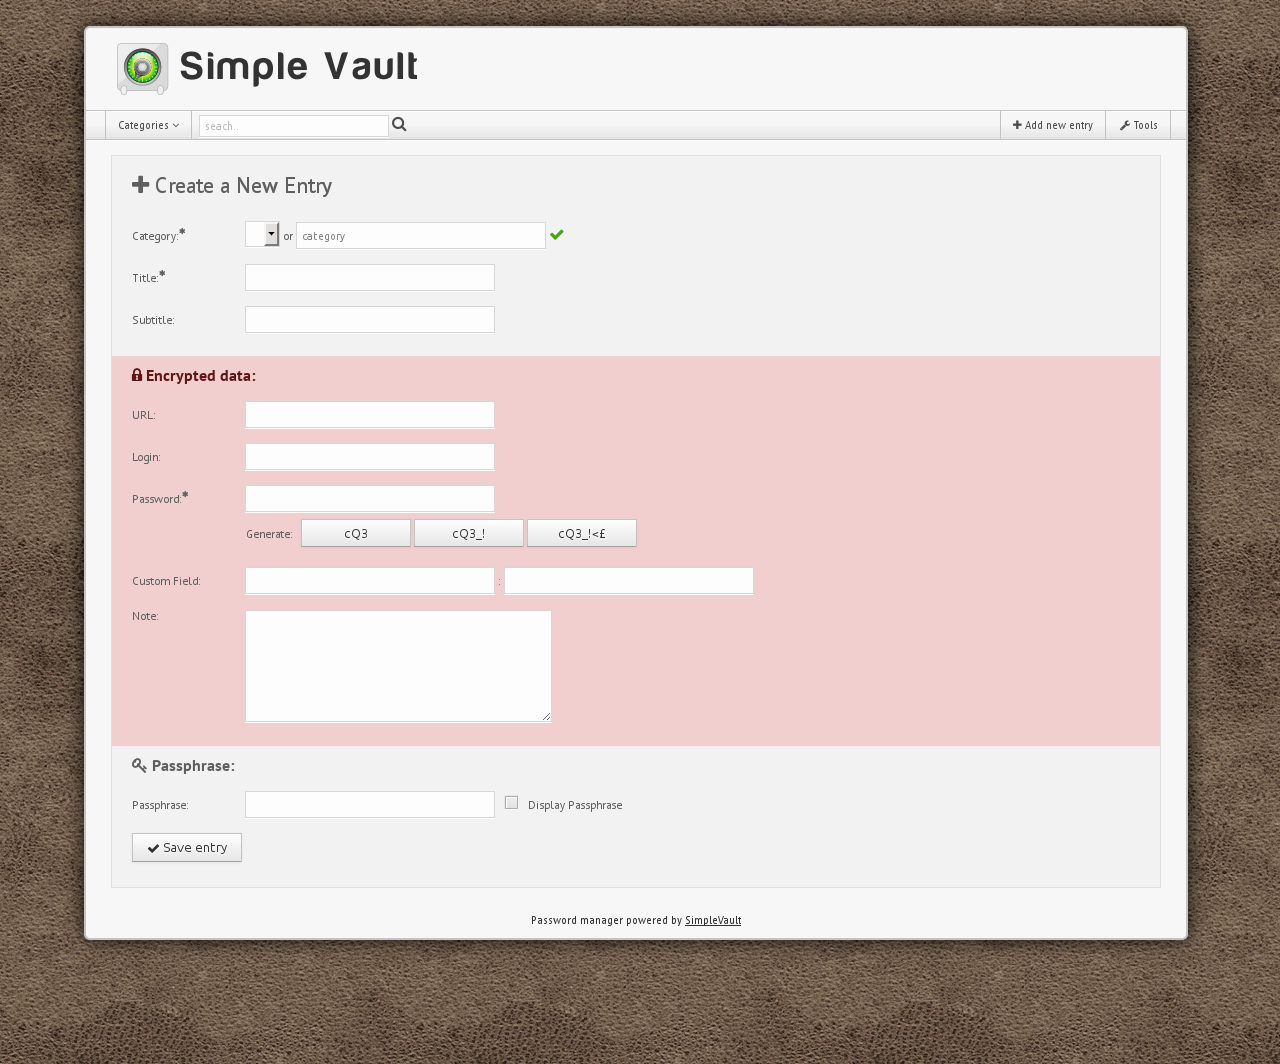 Simple Vault
Categories
seach..
Add new entry
Tools
Create a New Entry
Category:* or category
Title:*
Subtitle:
Encrypted data:
URL:
Login:
Password:*
Generate: cQ3 cQ3_! cQ3_!<£
Custom Field: :
Note:
Passphrase:
Passphrase: Display Passphrase
Save entry
Password manager powered by SimpleVault